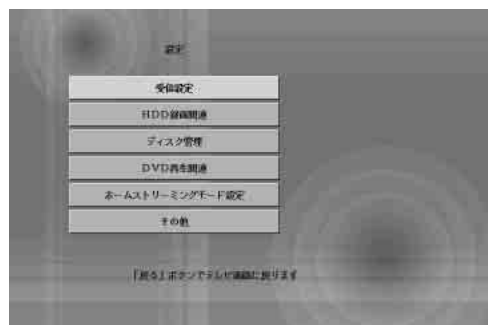 設定
受信設定
HDD録画関連
ディスク管理
DVD再生関連
ホームストリーミングモード設定
その他
「戻る」ボタンでテレビ画面に戻ります